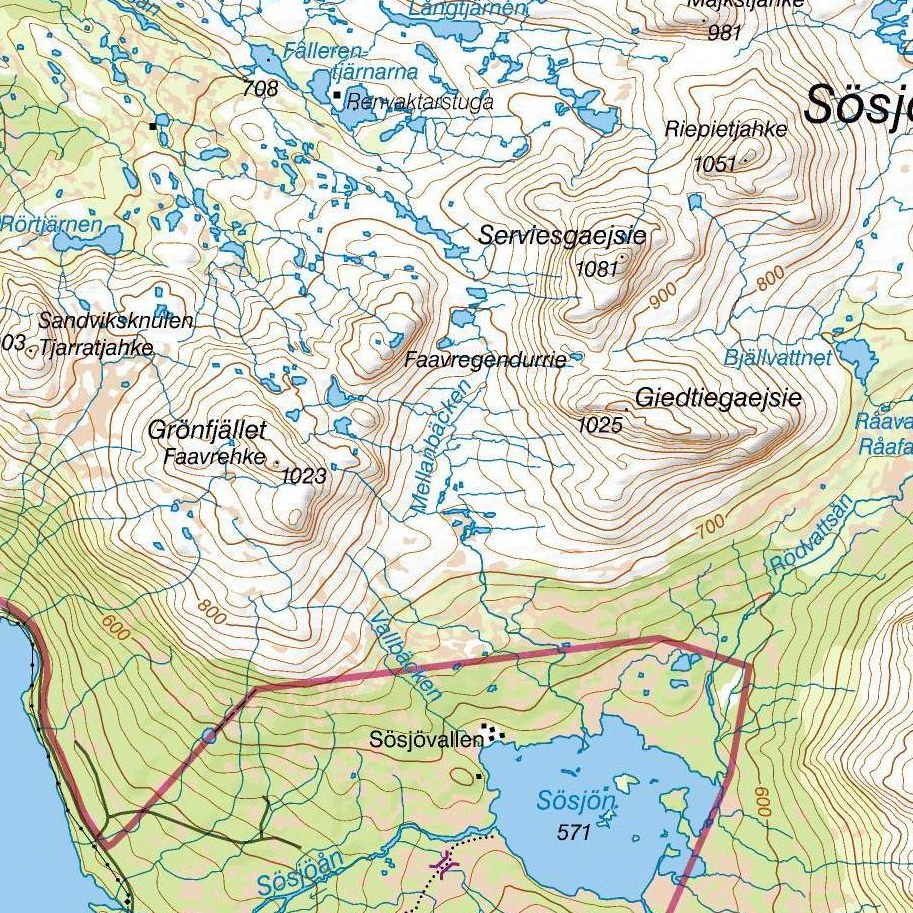 Långtjärnen
Majkstjahke
981
Fålleren-
tjärnarna
708
Renvaktarstuga
Sösj
Riepietjahke
1051
Rörtjärnen
Serviesgaejsie
1081
900
800
Sandviksknulen
Tjarratjahke
Faavregendurrie
Bjällvattnet
Giedtiegaejsie
1025
Mellanbäcken
Grönfjället
Faavrehke
1023
700
Rödvattsån
800
600
Vallbäcken
Sösjövallen
Sösjön
571
600
Sösjöån